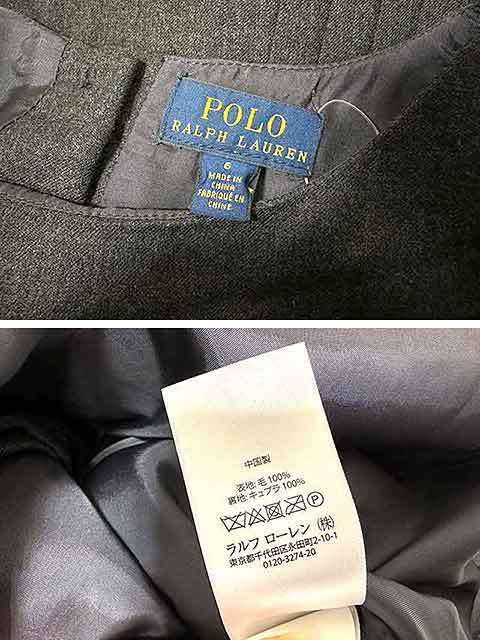 POLO
RALPH LAUREN
6
MADE IN
CHINA
FABRIQUÉ EN
CHINE
中国製
表地: 毛 100%
裏地: キュプラ 100%
P
ラルフ ローレン (株)
東京都千代田区永田町2-10-1
0120-3274-20